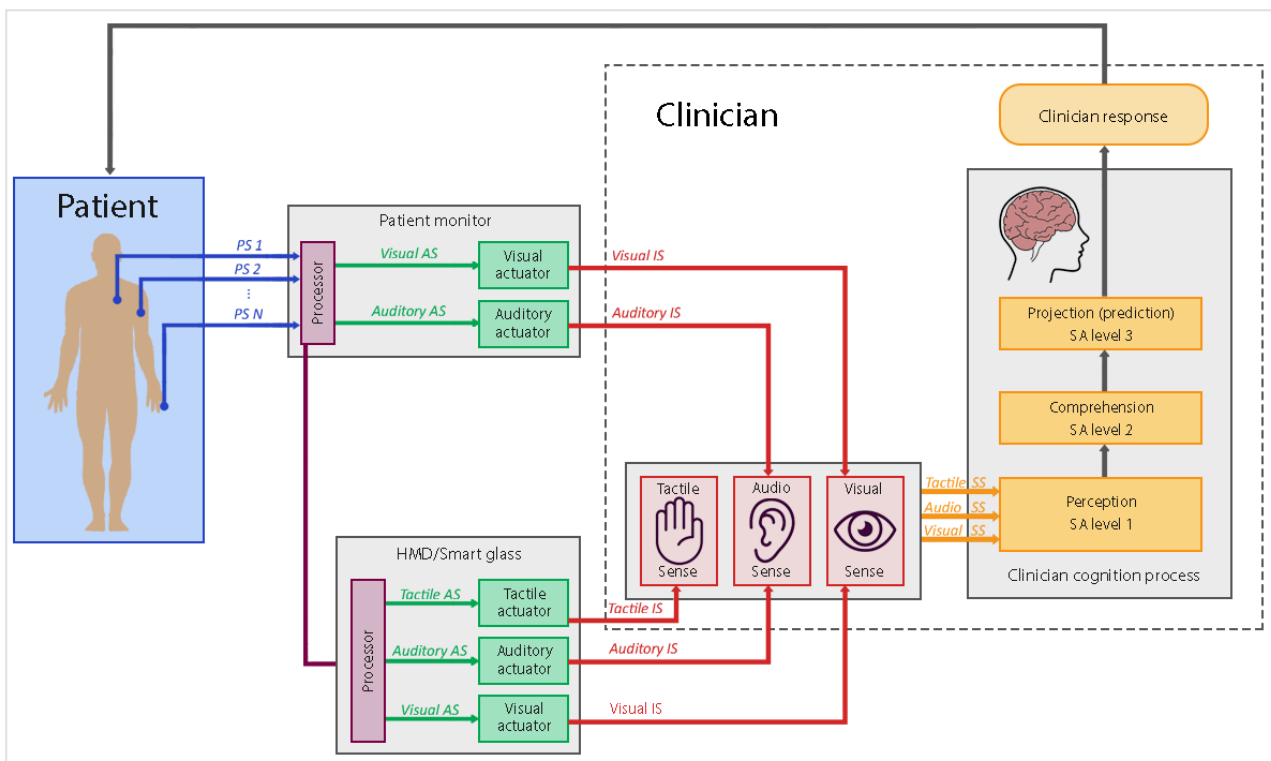 Clinician
Clinician response
Patient
Patient monitor
PS 1
PS 2
⋮
PS N
Processor
Visual AS
Auditory AS
Visual
actuator
Auditory
actuator
Visual IS
Auditory IS
Projection (prediction)
SA level 3
Comprehension
SA level 2
Perception
SA level 1
Clinician cognition process
Tactile
Sense
Audio
Sense
Visual
Sense
Tactile SS
Audio SS
Visual SS
HMD/Smart glass
Processor
Tactile AS
Auditory AS
Visual AS
Tactile
actuator
Auditory
actuator
Visual
actuator
Tactile IS
Auditory IS
Visual IS